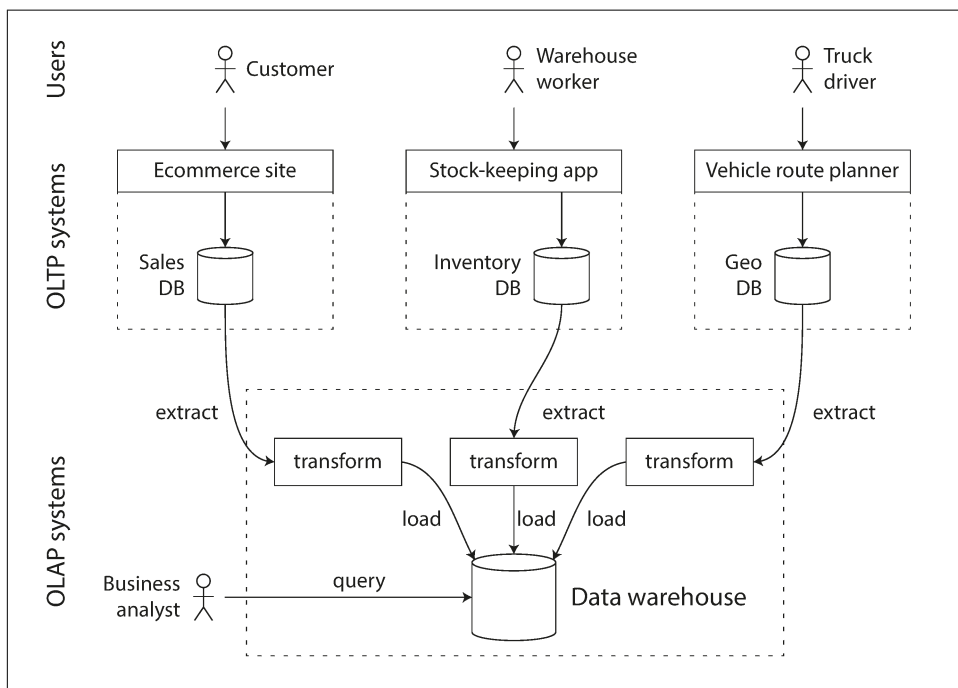 Users
Customer
Warehouse
worker
Truck
driver
OLTP systems
Ecommerce site
Stock-keeping app
Vehicle route planner
Sales
DB
Inventory
DB
Geo
DB
extract
extract
extract
OLAP systems
transform
transform
transform
load
load
load
Business
analyst
query
Data warehouse